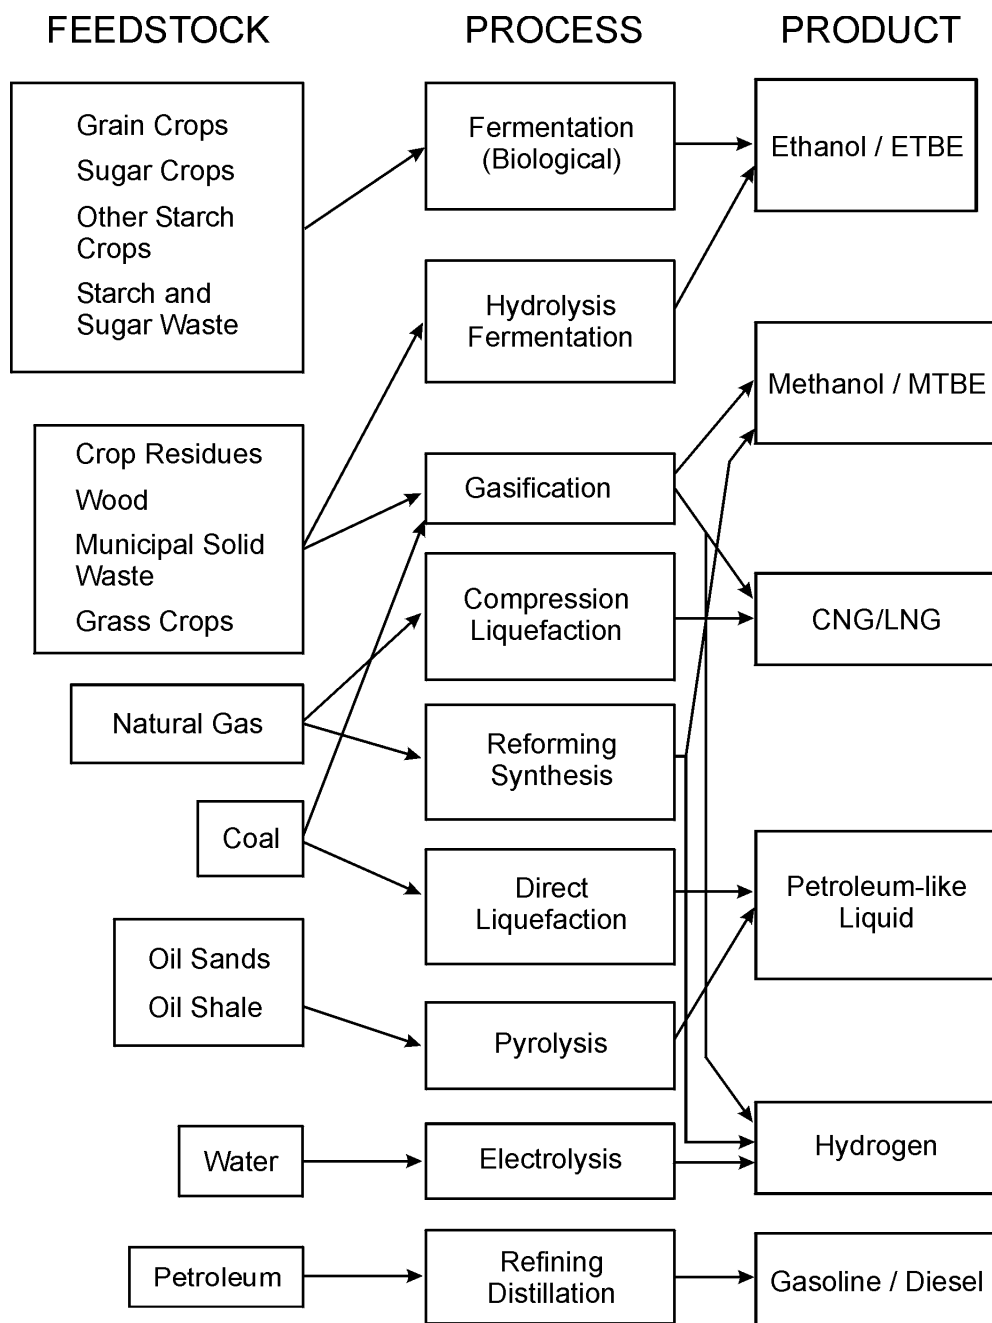 FEEDSTOCK
PROCESS
PRODUCT
Grain Crops
Sugar Crops
Other Starch
Crops
Starch and
Sugar Waste
Crop Residues
Wood
Municipal Solid
Waste
Grass Crops
Natural Gas
Coal
Oil Sands
Oil Shale
Water
Petroleum
Fermentation
(Biological)
Hydrolysis
Fermentation
Gasification
Compression
Liquefaction
Reforming
Synthesis
Direct
Liquefaction
Pyrolysis
Electrolysis
Refining
Distillation
Ethanol / ETBE
Methanol / MTBE
CNG/LNG
Petroleum-like
Liquid
Hydrogen
Gasoline / Diesel